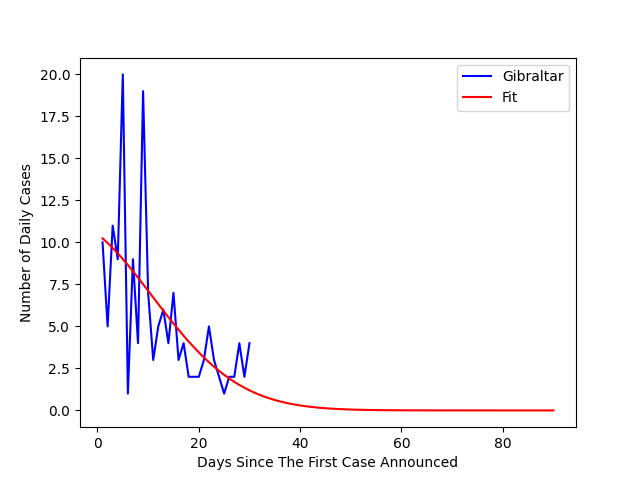 Gibraltar
Fit
Number of Daily Cases
20.0
17.5
15.0
12.5
10.0
7.5
5.0
2.5
0.0
0 20 40 60 80
Days Since The First Case Announced